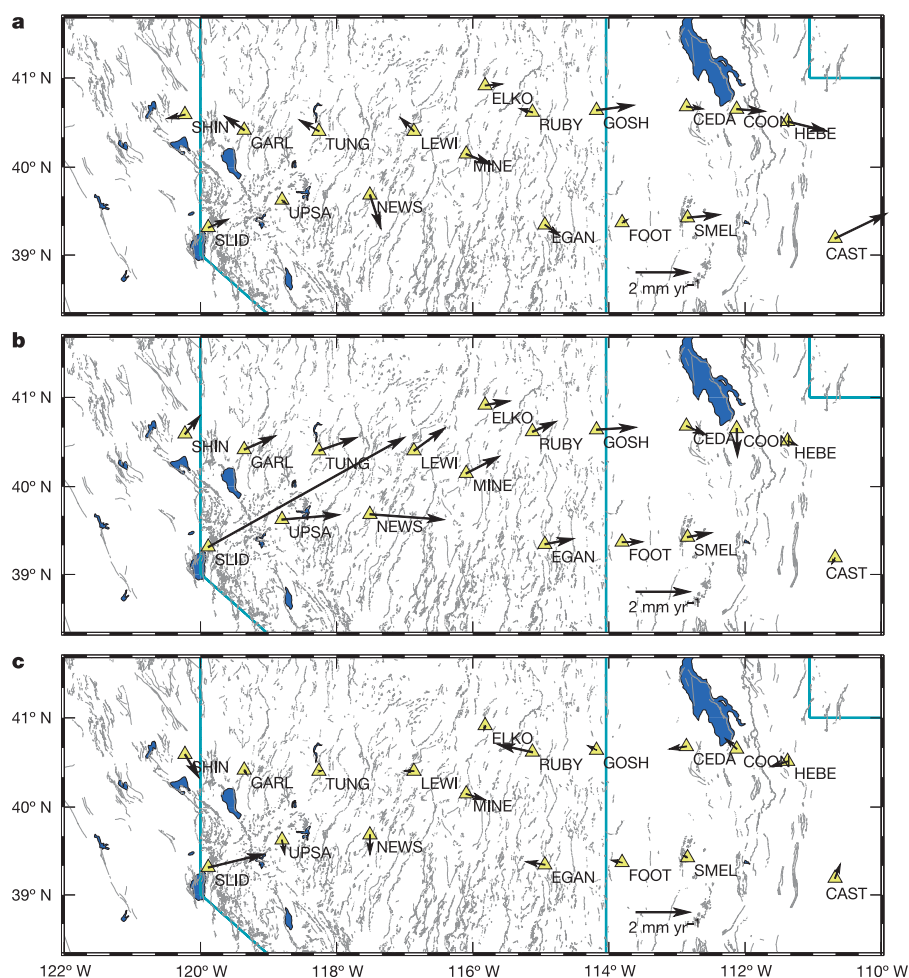 a
41° N
40° N
39° N
SHIN
GARL
TUNG
LEWI
ELKO
RUBY
GOSH
CEDA
COON
HEBE
MINE
UPSA
NEWS
SLID
EGAN
FOOT
SMEL
CAST
2 mm yr⁻¹
b
41° N
40° N
39° N
SHIN
GARL
TUNG
LEWI
ELKO
RUBY
GOSH
CEDA
COON
HEBE
MINE
UPSA
NEWS
SLID
EGAN
FOOT
SMEL
CAST
2 mm yr⁻¹
c
41° N
40° N
39° N
SHIN
GARL
TUNG
LEWI
ELKO
RUBY
GOSH
CEDA
COON
HEBE
MINE
UPSA
NEWS
SLID
EGAN
FOOT
SMEL
CAST
2 mm yr⁻¹
122° W 120° W 118° W 116° W 114° W 112° W 110° W